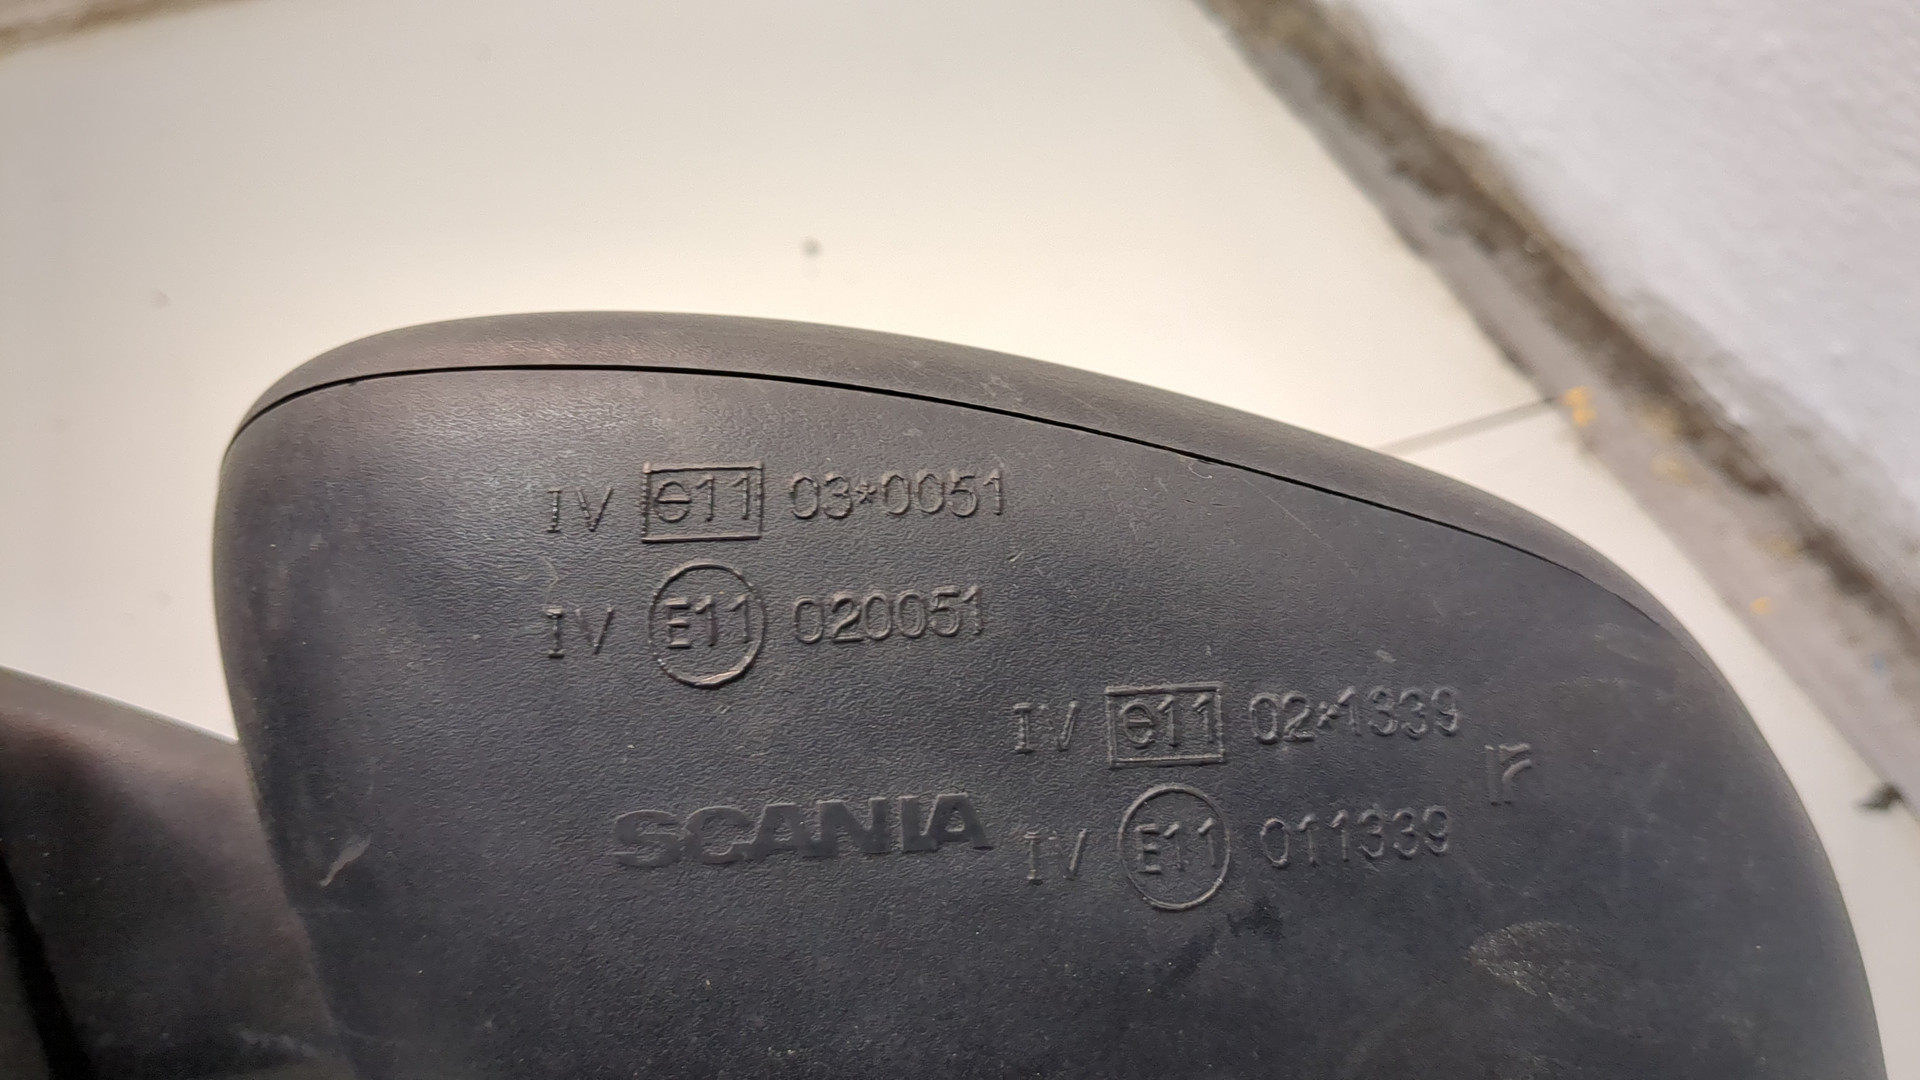 IV e11 03*0051
IV E11 020051
IV e11 02*1339
SCANIA
IV E11 011339